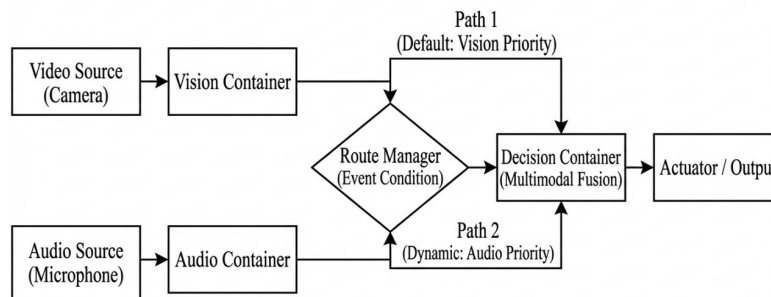 Path 1
(Default: Vision Priority)
Video Source
(Camera)
Vision Container
Route Manager
(Event Condition)
Decision Container
(Multimodal Fusion)
Actuator / Output
Path 2
(Dynamic: Audio Priority)
Audio Source
(Microphone)
Audio Container